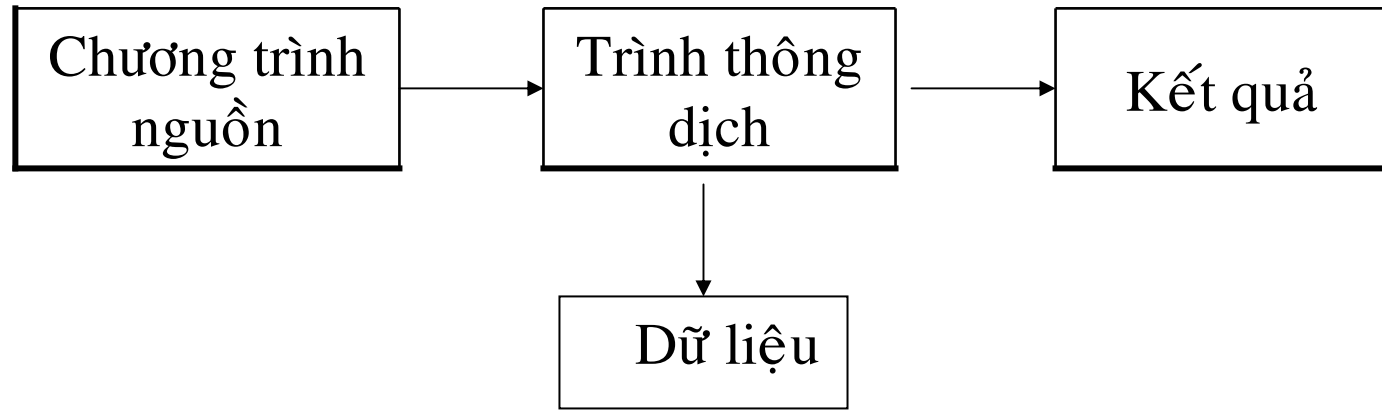 Chương trình
nguồn
Trình thông
dịch
Kết quả
Dữ liệu